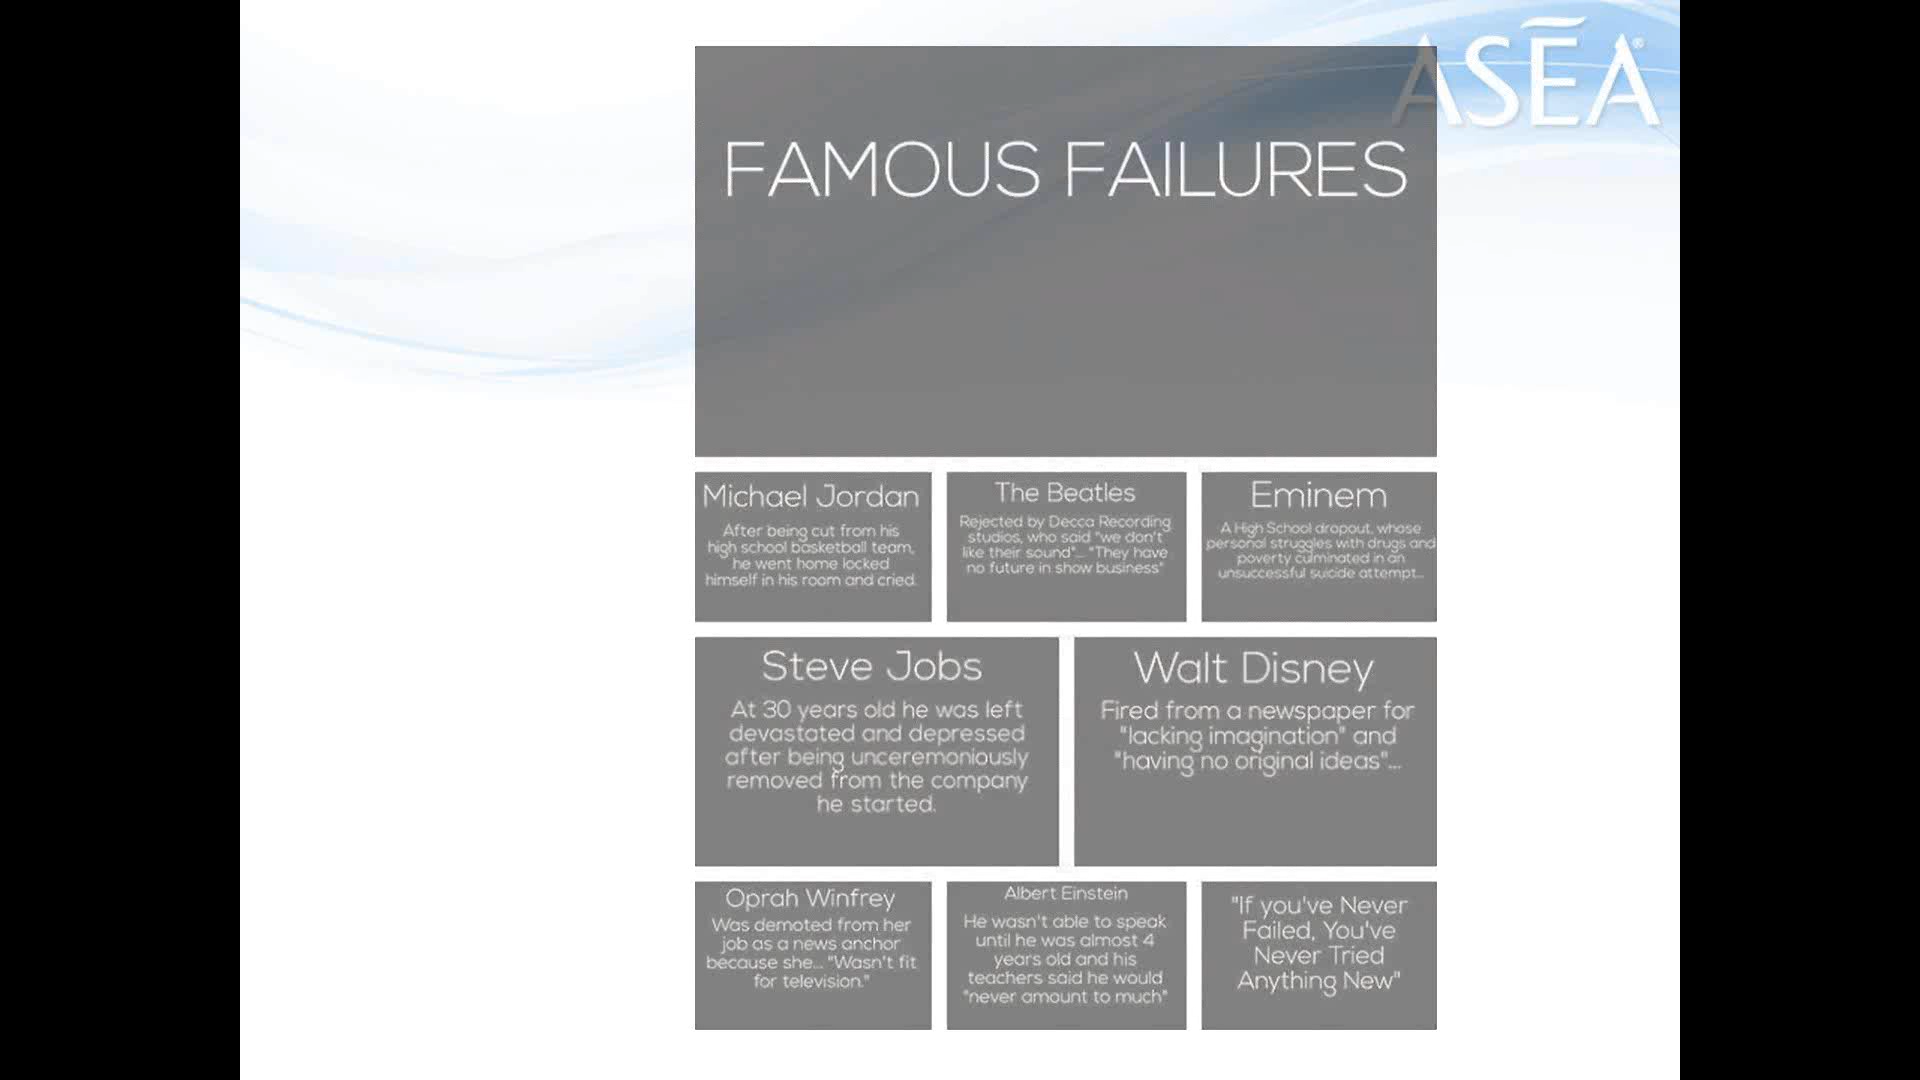 ASEA®
FAMOUS FAILURES
Michael Jordan
After being cut from his
high school basketball team,
he went home locked
himself in his room and cried.
The Beatles
Rejected by Decca Recording
studios, who said "we don't
like their sound"... "They have
no future in show business"
Eminem
A High School dropout, whose
personal struggles with drugs and
poverty culminated in an
unsuccessful suicide attempt...
Steve Jobs
At 30 years old he was left
devastated and depressed
after being unceremoniously
removed from the company
he started.
Walt Disney
Fired from a newspaper for
"lacking imagination" and
"having no original ideas"...
Oprah Winfrey
Was demoted from her
job as a news anchor
because she... "Wasn't fit
for television."
Albert Einstein
He wasn't able to speak
until he was almost 4
years old and his
teachers said he would
"never amount to much"
"If you've Never
Failed, You've
Never Tried
Anything New"